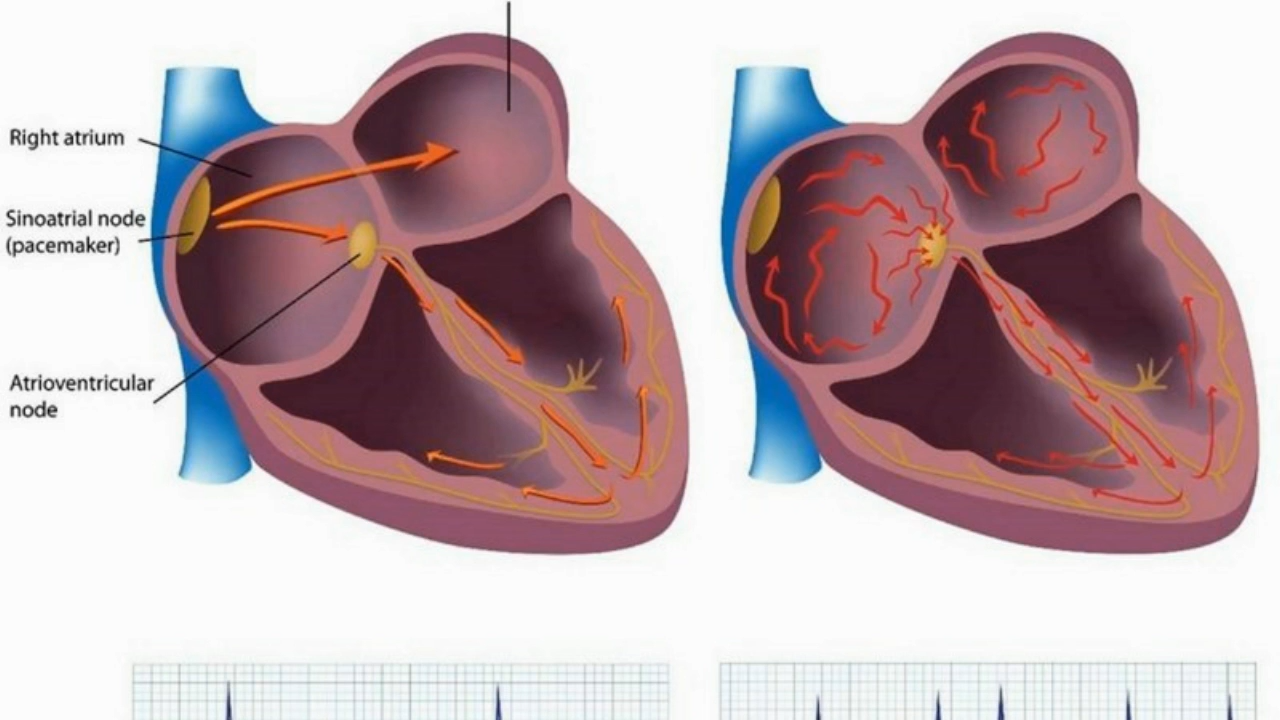 Right atrium
Sinoatrial node
(pacemaker)
Atrioventricular
node